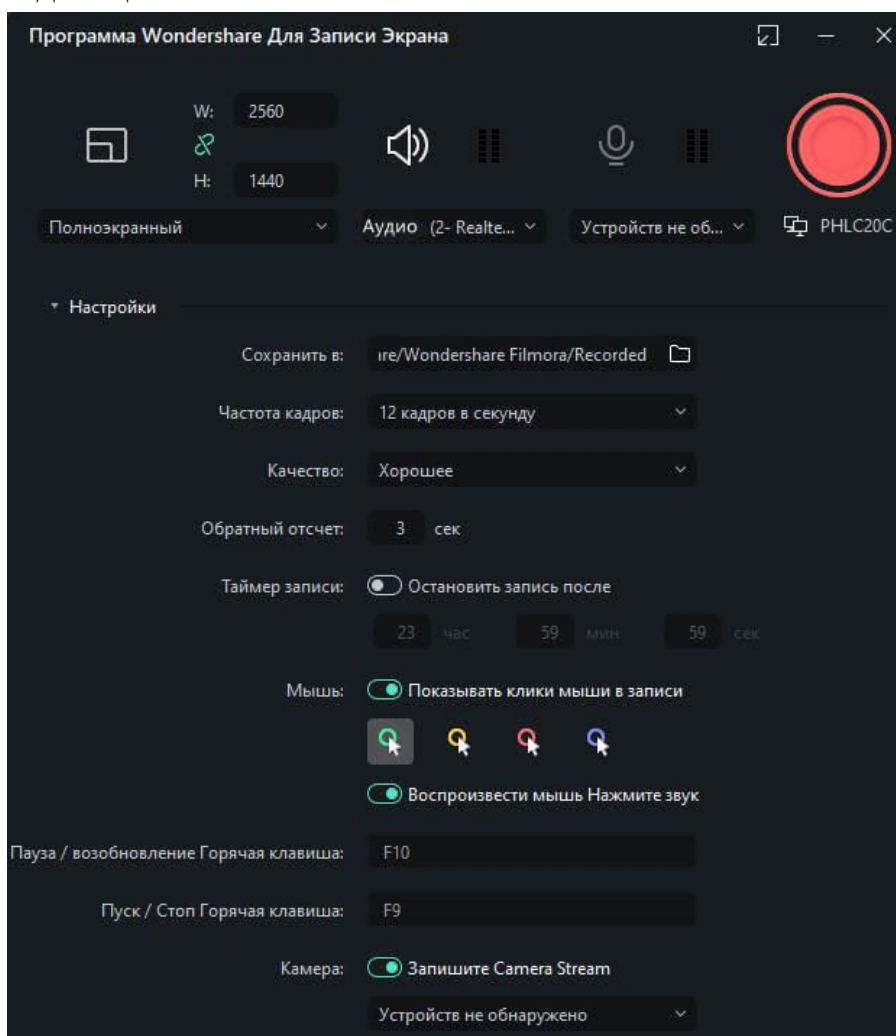 Программа Wondershare Для Записи Экрана
W: 2560
H: 1440
Полноэкранный
Аудио (2- Realte...
Устройств не об...
PHLC20C
Настройки
Сохранить в: ıre/Wondershare Filmora/Recorded
Частота кадров: 12 кадров в секунду
Качество: Хорошее
Обратный отсчет: 3 сек
Таймер записи: Остановить запись после
23 час 59 мин 59 сек
Мышь: Показывать клики мыши в записи
Воспроизвести мышь Нажмите звук
Пауза / возобновление Горячая клавиша: F10
Пуск / Стоп Горячая клавиша: F9
Камера: Запишите Camera Stream
Устройств не обнаружено